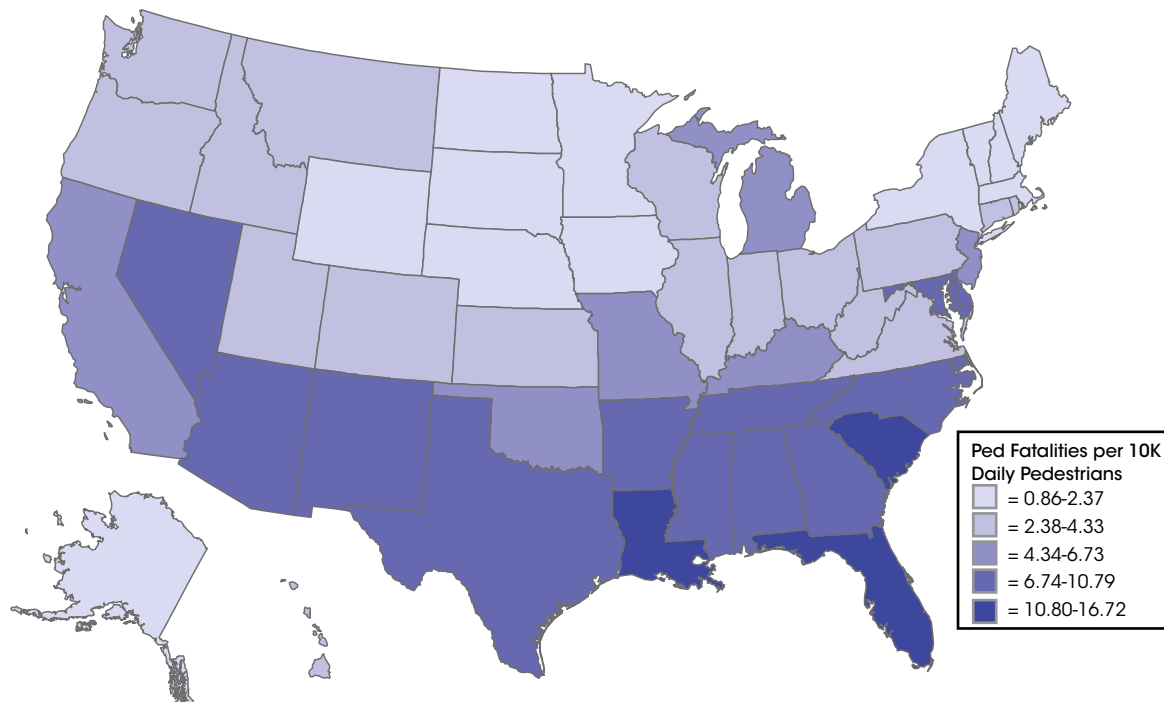 Ped Fatalities per 10K
Daily Pedestrians
= 0.86-2.37
= 2.38-4.33
= 4.34-6.73
= 6.74-10.79
= 10.80-16.72